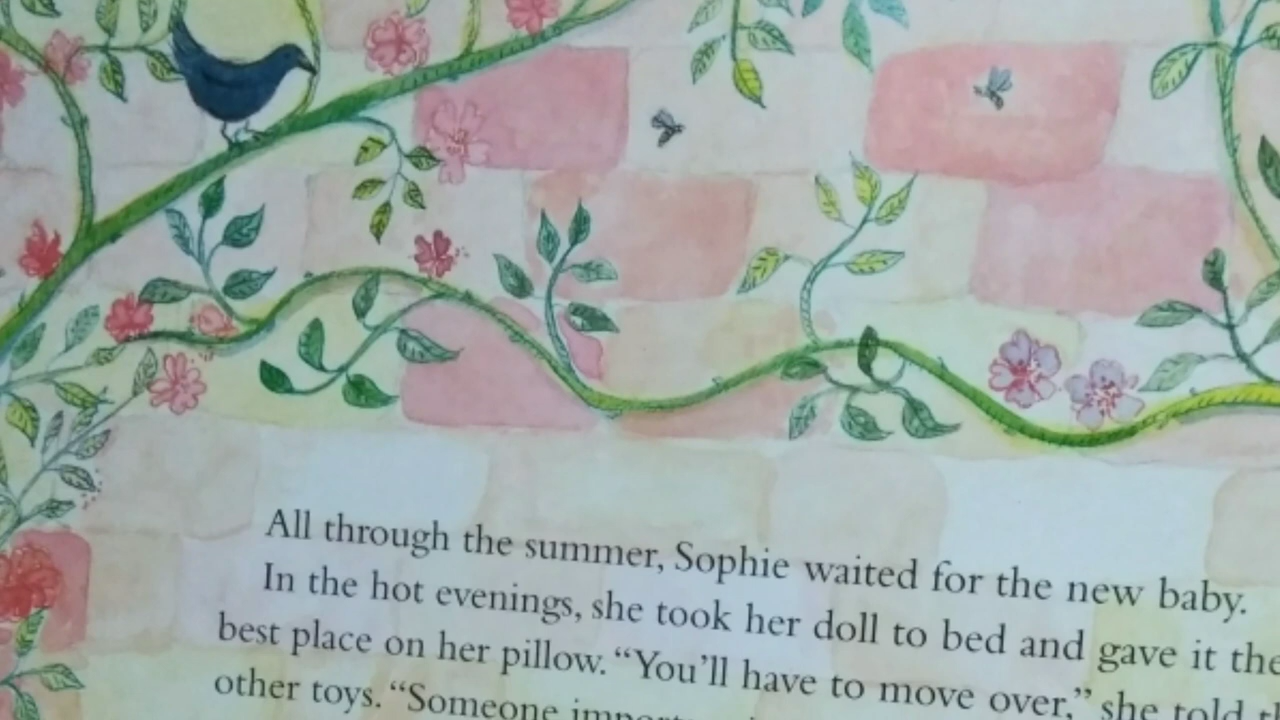 All through the summer, Sophie waited for the new baby.
In the hot evenings, she took her doll to bed and gave it the
best place on her pillow. “You’ll have to move over,” she told
other toys. “Someone